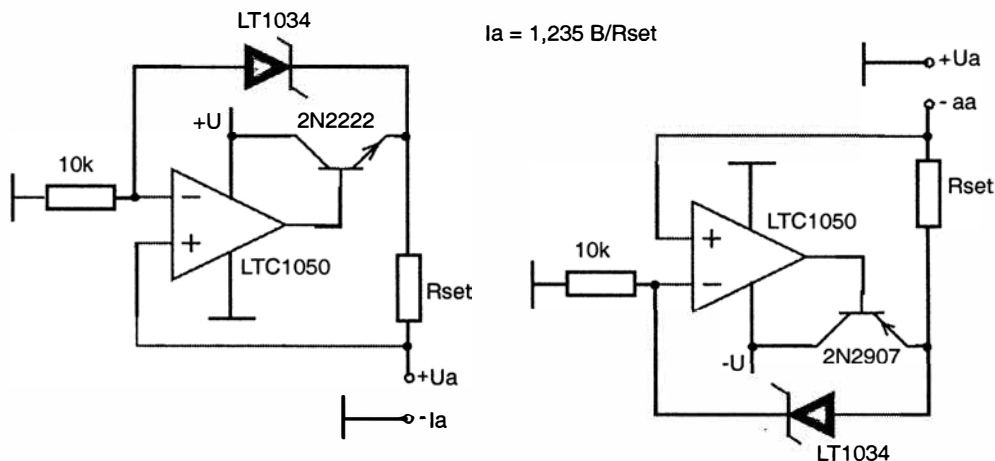 LT1034
Ia = 1,235 B/Rset
+U
2N2222
10k
−
+
LTC1050
Rset
+Ua
- Ia
+Ua
- aa
Rset
LTC1050
+
−
10k
-U
2N2907
LT1034